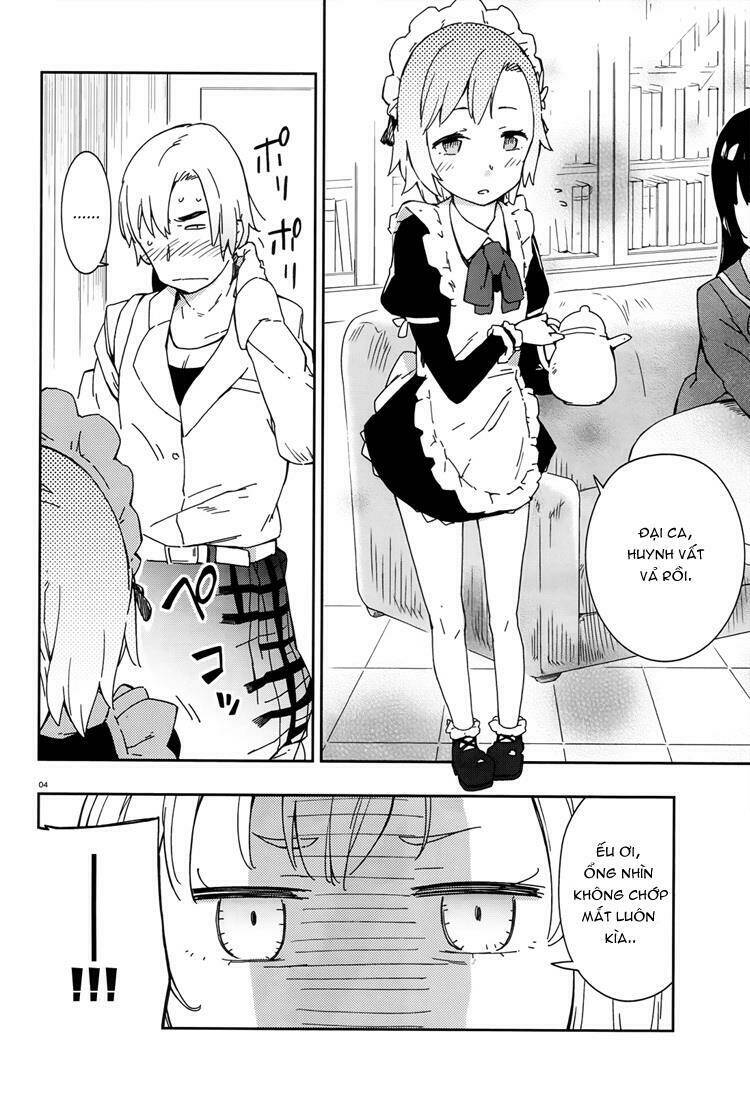 ĐẠI CA,
HUYNH VẤT
VẢ RỒI.
ポリポリ
.......
ペコッ
04
ẾU ƠI,
ỔNG NHÌN
KHÔNG CHỚP
MẮT LUÔN
KÌA..
—!!!